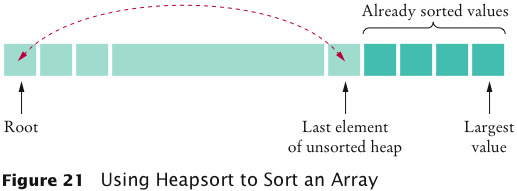 Already sorted values
Root
Last element
of unsorted heap
Largest
value
Figure 21 Using Heapsort to Sort an Array